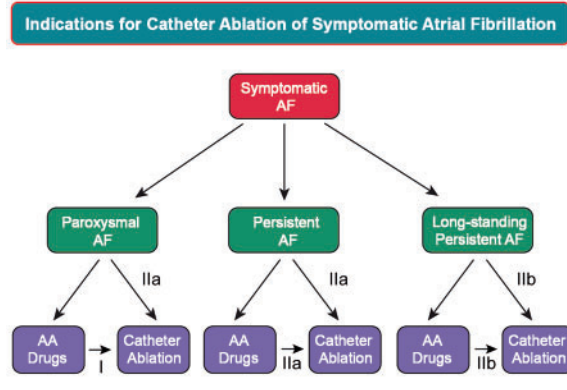 Indications for Catheter Ablation of Symptomatic Atrial Fibrillation
Symptomatic
AF
Paroxysmal
AF
Persistent
AF
Long-standing
Persistent AF
IIa
IIa
IIb
AA
Drugs
I
Catheter
Ablation
AA
Drugs
IIa
Catheter
Ablation
AA
Drugs
IIb
Catheter
Ablation